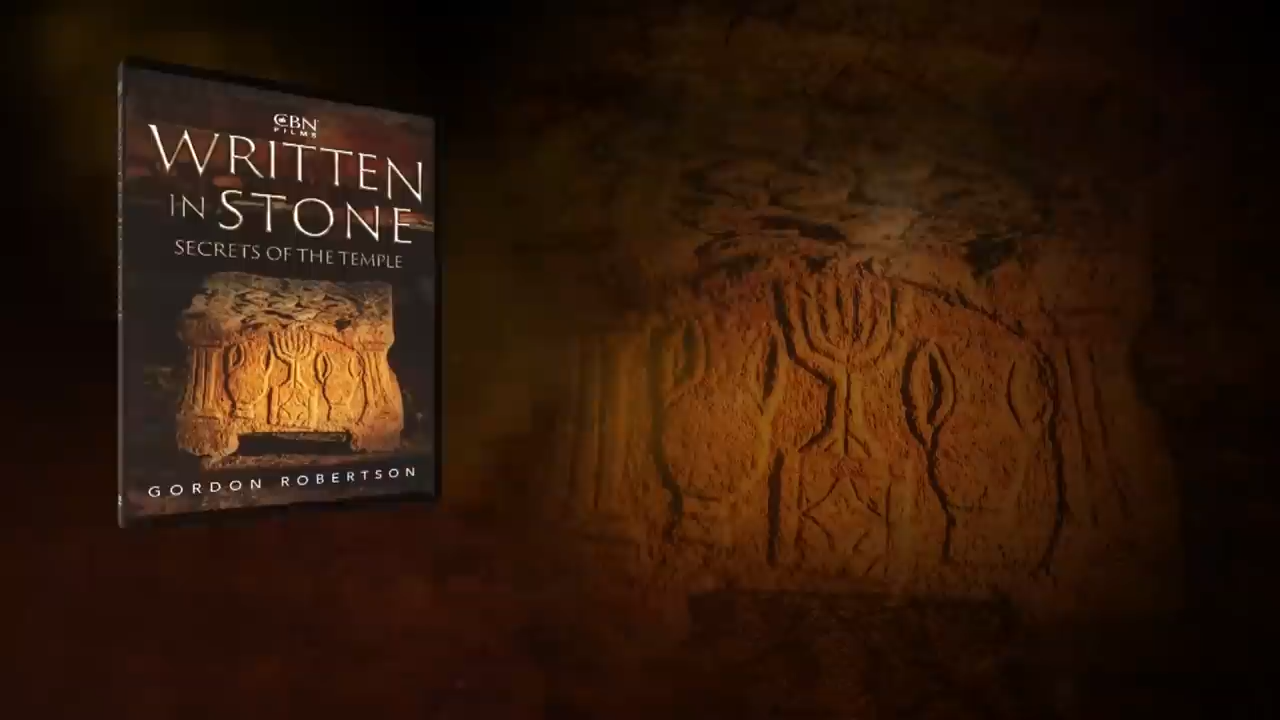 CBN
FILMS
WRITTEN
IN STONE
SECRETS OF THE TEMPLE
GORDON ROBERTSON